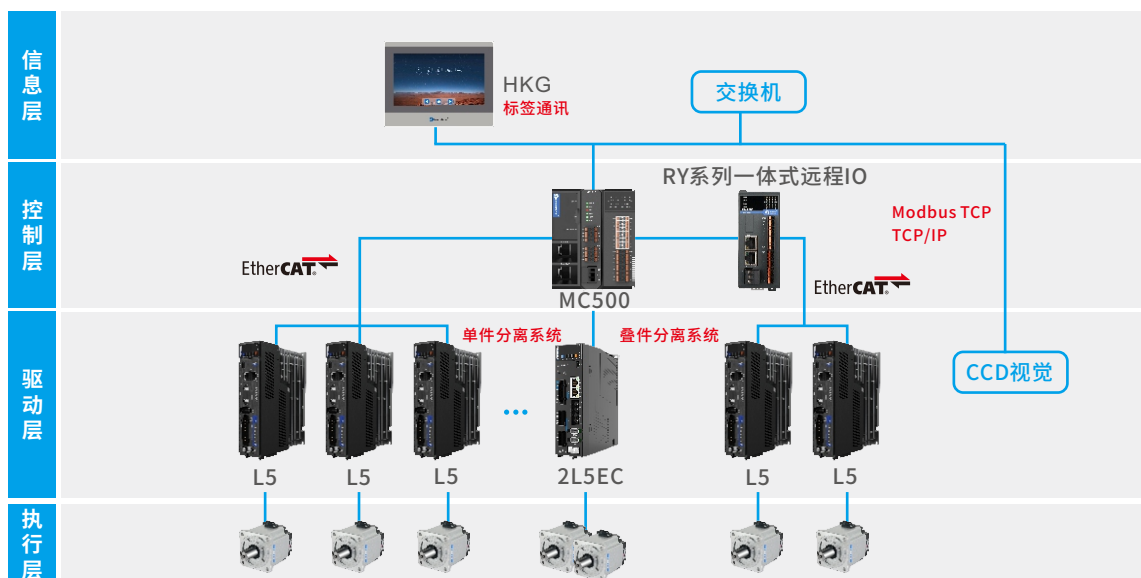 信息层
HKG
标签通讯
交换机
控制层
RY系列一体式远程IO
Modbus TCP
TCP/IP
EtherCAT®
MC500
EtherCAT®
驱动层
单件分离系统
叠件分离系统
CCD视觉
...
L5
L5
L5
2L5EC
L5
L5
执行层